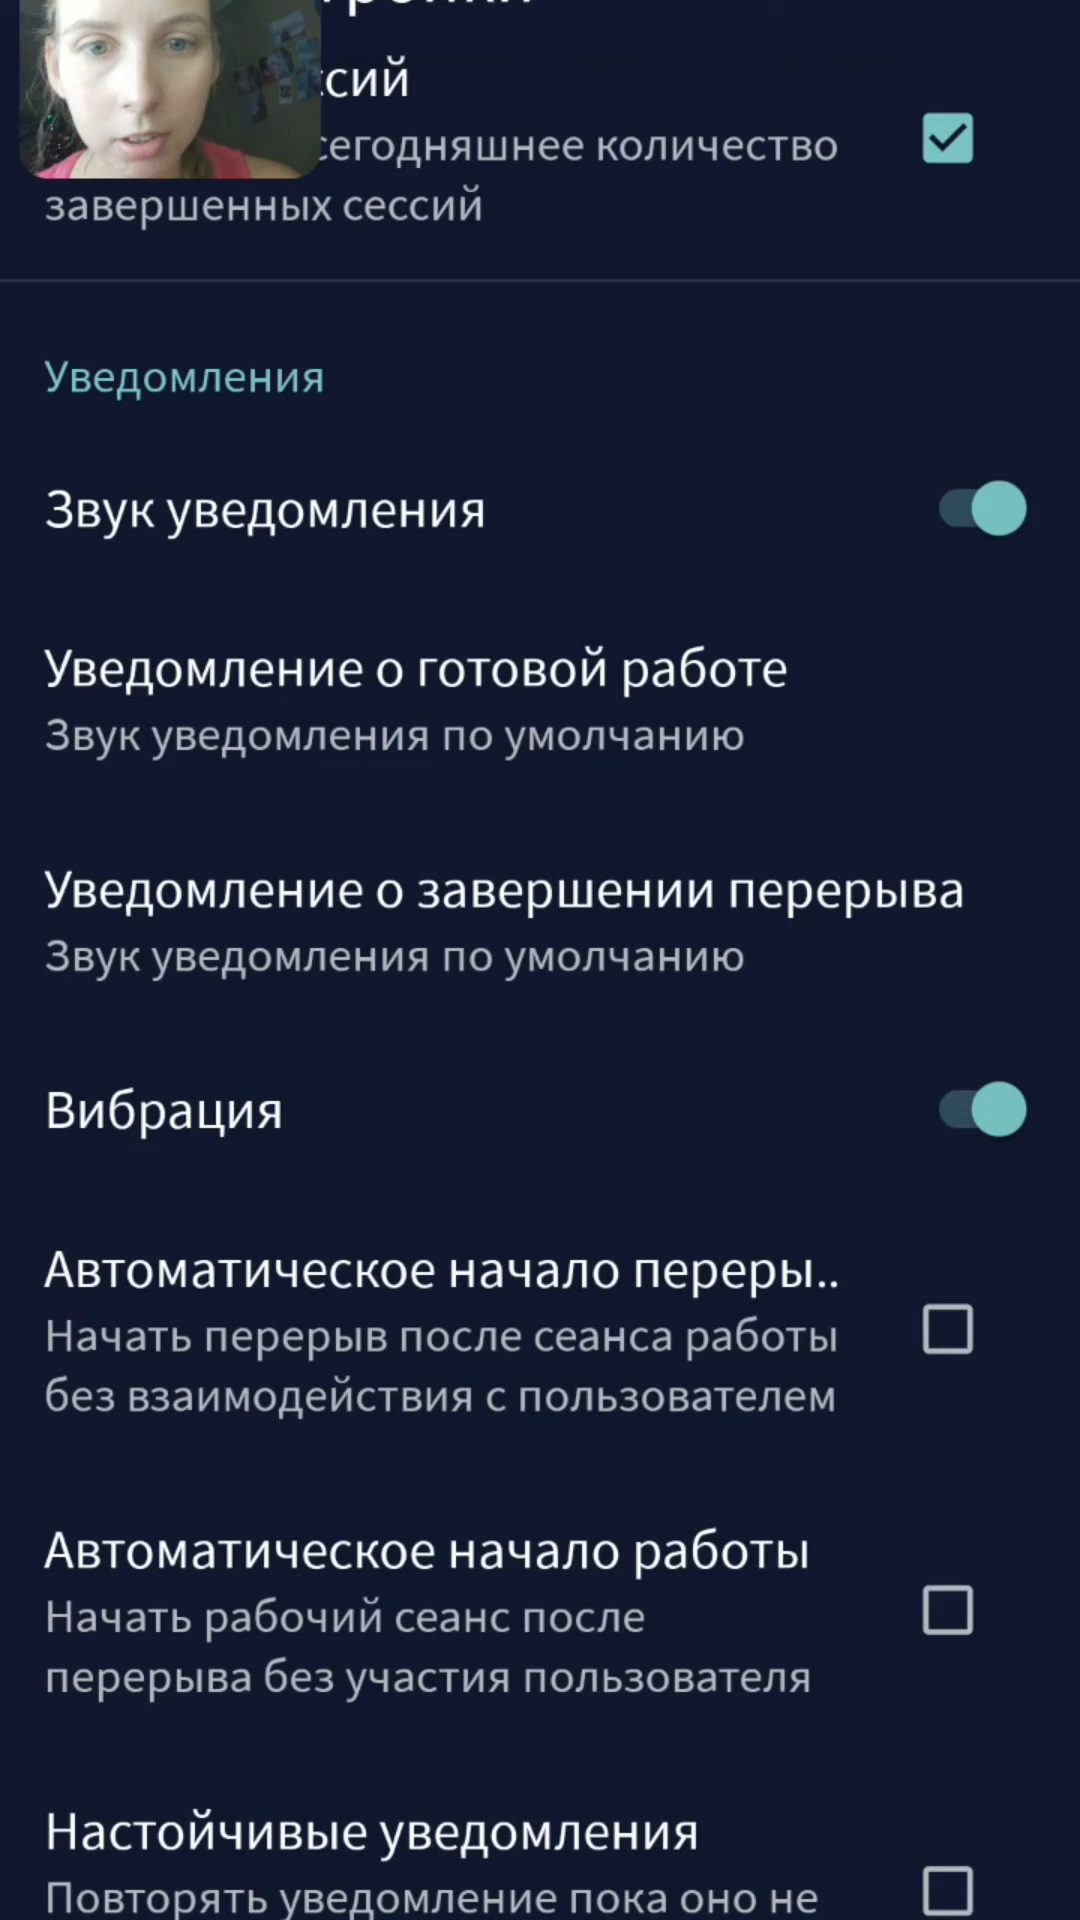 ссий
сегодняшнее количество
завершенных сессий
Уведомления
Звук уведомления
Уведомление о готовой работе
Звук уведомления по умолчанию
Уведомление о завершении перерыва
Звук уведомления по умолчанию
Вибрация
Автоматическое начало переры..
Начать перерыв после сеанса работы
без взаимодействия с пользователем
Автоматическое начало работы
Начать рабочий сеанс после
перерыва без участия пользователя
Настойчивые уведомления
Повторять уведомление пока оно не